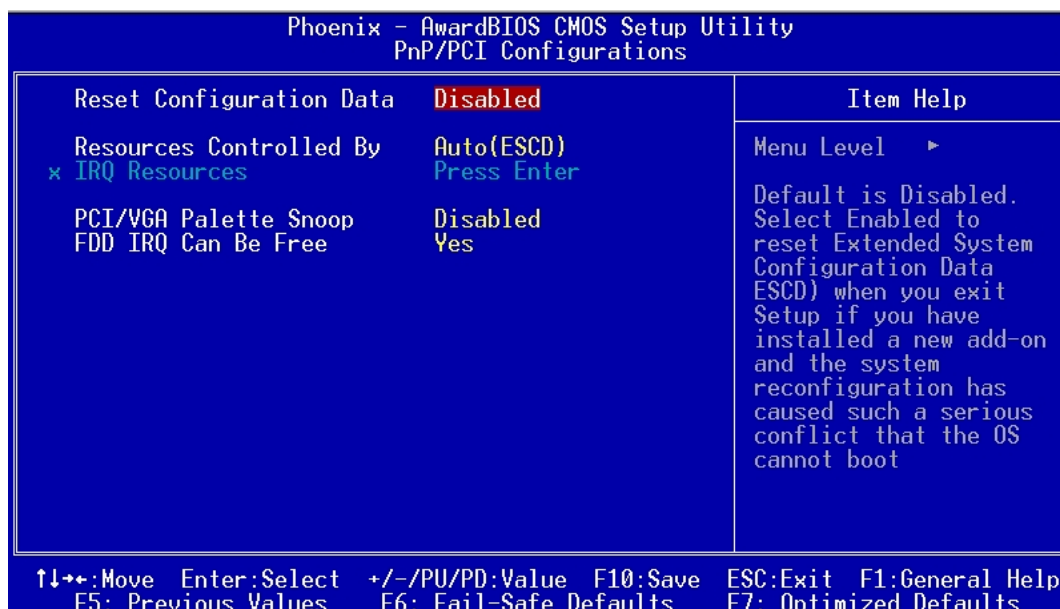 Phoenix - AwardBIOS CMOS Setup Utility
PnP/PCI Configurations
Reset Configuration Data Disabled
Resources Controlled By Auto(ESCD)
x IRQ Resources Press Enter
PCI/VGA Palette Snoop Disabled
FDD IRQ Can Be Free Yes
Item Help
Menu Level ►
Default is Disabled.
Select Enabled to
reset Extended System
Configuration Data
ESCD) when you exit
Setup if you have
installed a new add-on
and the system
reconfiguration has
caused such a serious
conflict that the OS
cannot boot
↑↓→←:Move Enter:Select +/-/PU/PD:Value F10:Save ESC:Exit F1:General Help
F5: Previous Values F6: Fail-Safe Defaults F7: Optimized Defaults